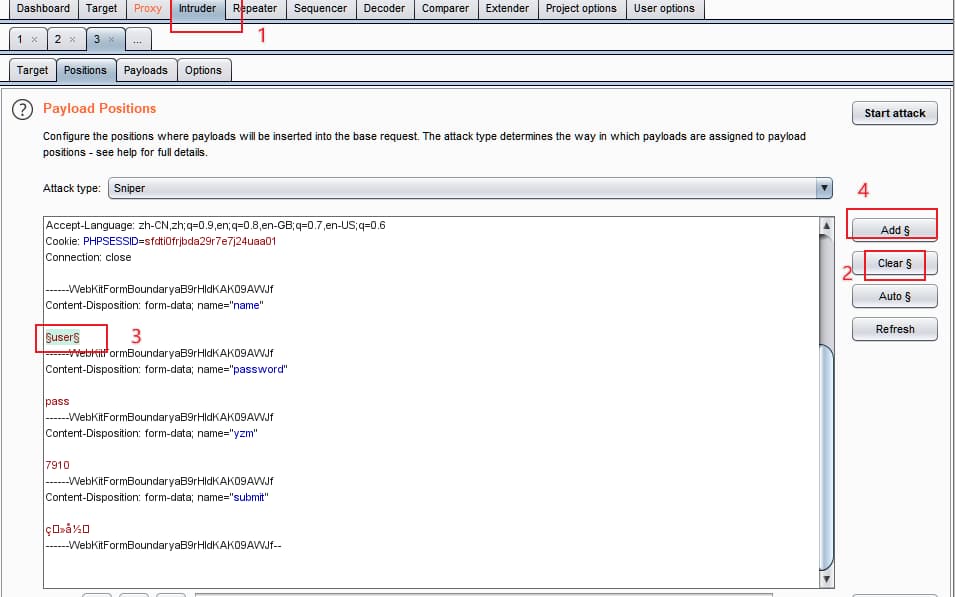 Dashboard Target Proxy Intruder Repeater Sequencer Decoder Comparer Extender Project options User options
1
1 × 2 × 3 × ...
Target Positions Payloads Options
? Payload Positions
Start attack
Configure the positions where payloads will be inserted into the base request. The attack type determines the way in which payloads are assigned to payload
positions - see help for full details.
Attack type: Sniper
4
Accept-Language: zh-CN,zh;q=0.9,en;q=0.8,en-GB;q=0.7,en-US;q=0.6
Add §
Cookie: PHPSESSID=sfdti0frjbda29r7e7j24uaa01
Connection: close
Clear §
2
------WebKitFormBoundaryaB9rHldKAK09AWJf
Auto §
Content-Disposition: form-data; name="name"
Refresh
§user§
3
------WebKitFormBoundaryaB9rHldKAK09AWJf
Content-Disposition: form-data; name="password"
pass
------WebKitFormBoundaryaB9rHldKAK09AWJf
Content-Disposition: form-data; name="yzm"
7910
------WebKitFormBoundaryaB9rHldKAK09AWJf
Content-Disposition: form-data; name="submit"
ç»å½
------WebKitFormBoundaryaB9rHldKAK09AWJf--